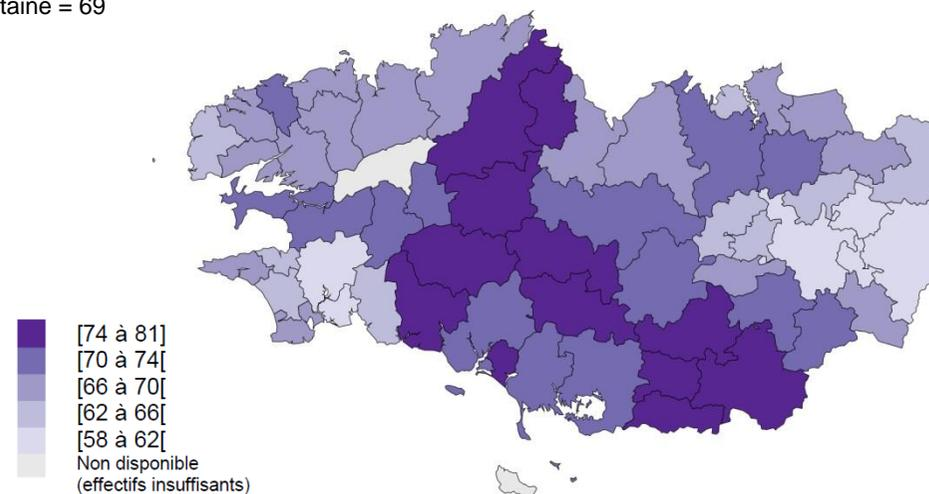 taine = 69
[74 à 81]
[70 à 74[
[66 à 70[
[62 à 66[
[58 à 62[
Non disponible
(effectifs insuffisants)